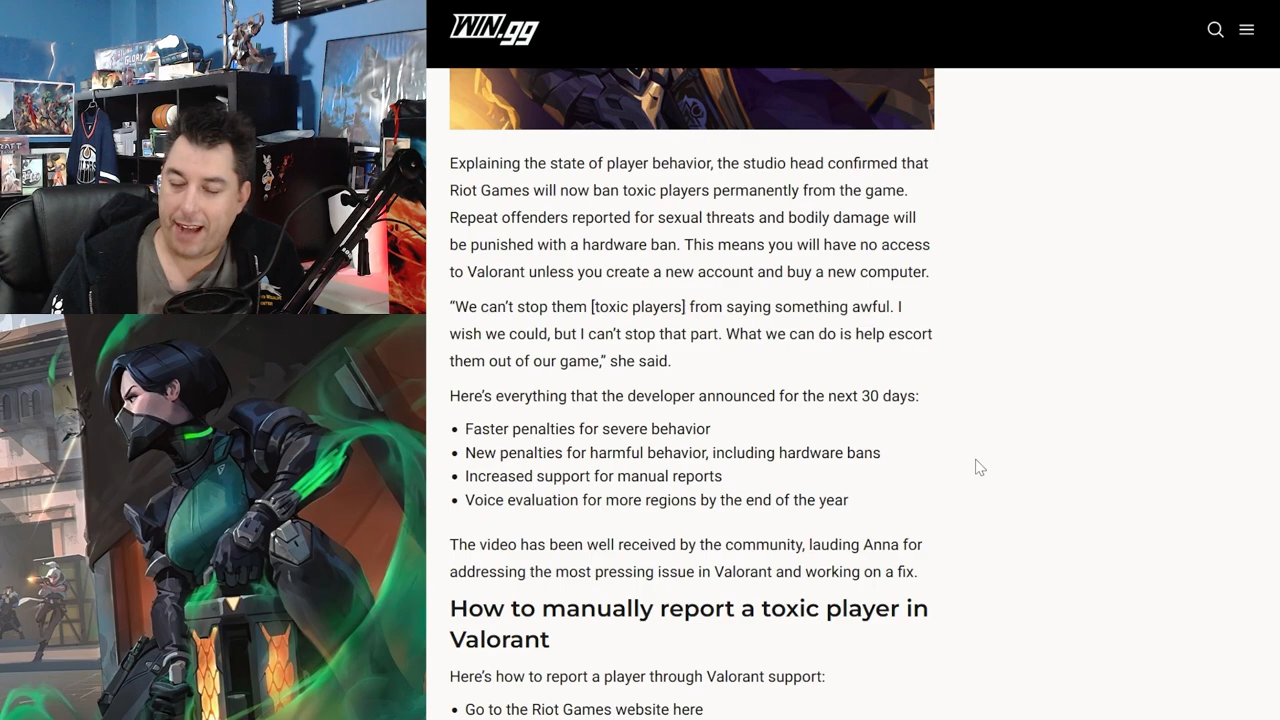 WIN.gg
GLORY
RAFT
Explaining the state of player behavior, the studio head confirmed that
Riot Games will now ban toxic players permanently from the game.
Repeat offenders reported for sexual threats and bodily damage will
be punished with a hardware ban. This means you will have no access
to Valorant unless you create a new account and buy a new computer.
“We can’t stop them [toxic players] from saying something awful. I
wish we could, but I can’t stop that part. What we can do is help escort
them out of our game,” she said.
Here’s everything that the developer announced for the next 30 days:
• Faster penalties for severe behavior
• New penalties for harmful behavior, including hardware bans
• Increased support for manual reports
• Voice evaluation for more regions by the end of the year
The video has been well received by the community, lauding Anna for
addressing the most pressing issue in Valorant and working on a fix.
How to manually report a toxic player in
Valorant
Here’s how to report a player through Valorant support:
• Go to the Riot Games website here